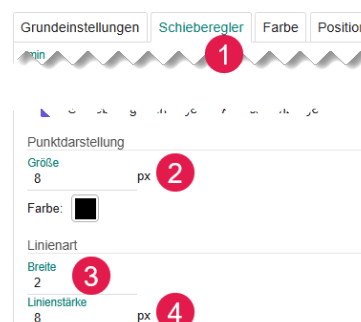 Grundeinstellungen Schieberegler Farbe Position
min
1
Punktdarstellung
Größe
8 px 2
Farbe:
Linienart
Breite
2 3
Linienstärke
8 px 4